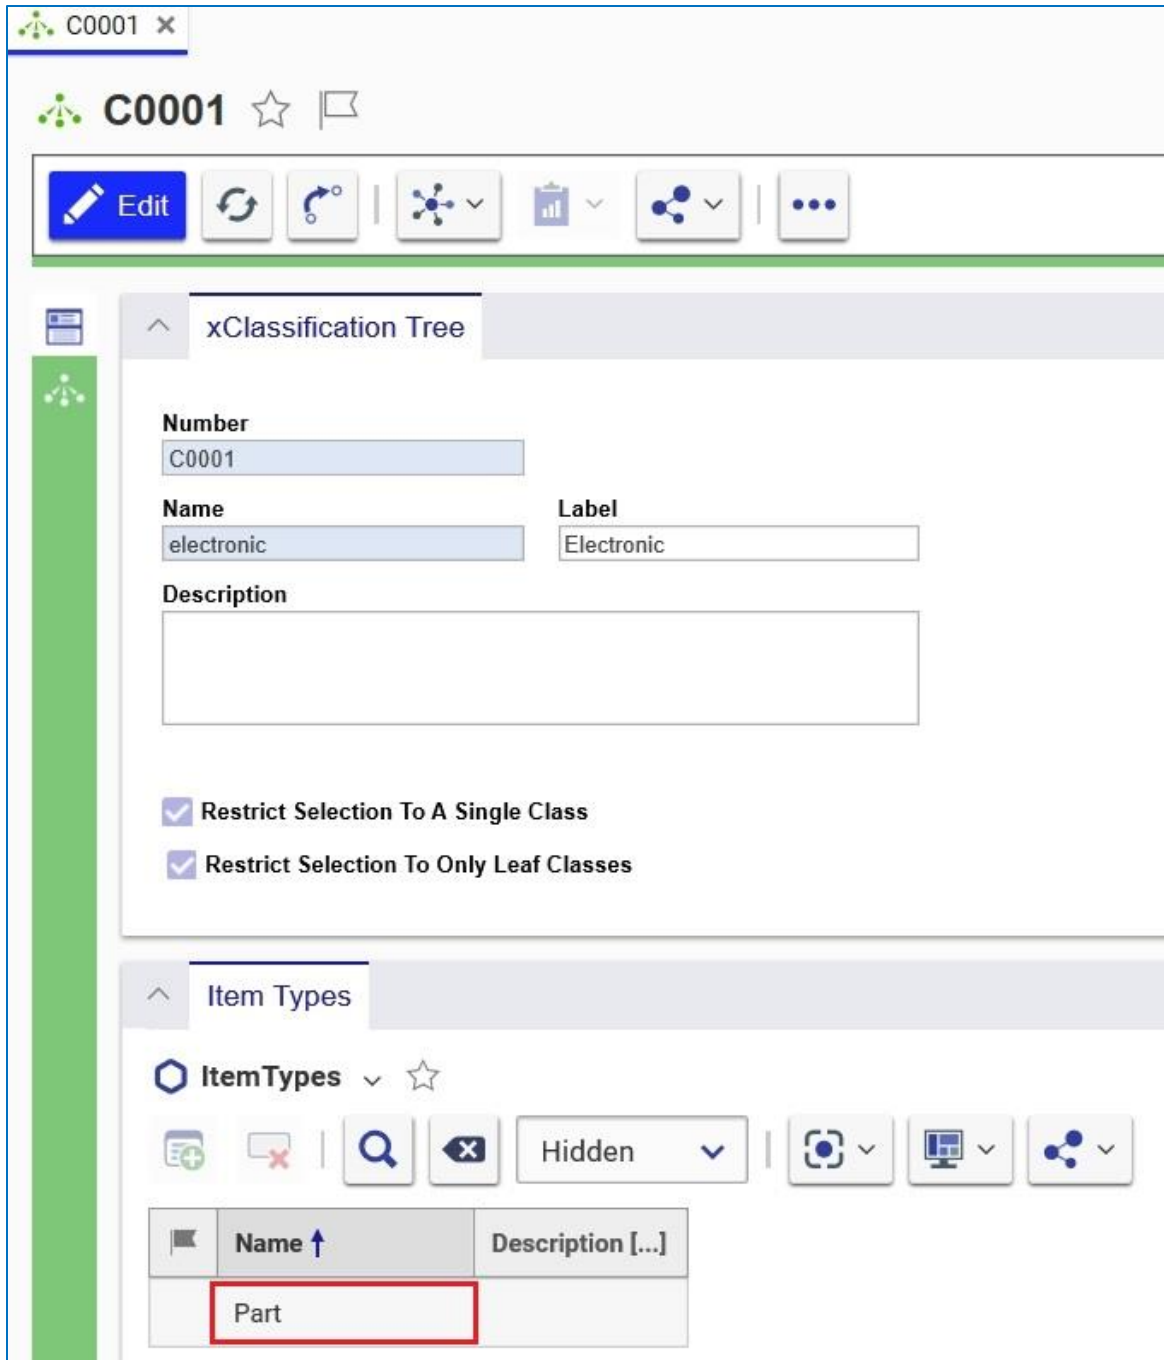 C0001
C0001
Edit
xClassification Tree
Number
C0001
Name Label
electronic Electronic
Description
Restrict Selection To A Single Class
Restrict Selection To Only Leaf Classes
Item Types
ItemTypes
Hidden
Name Description [...]
Part